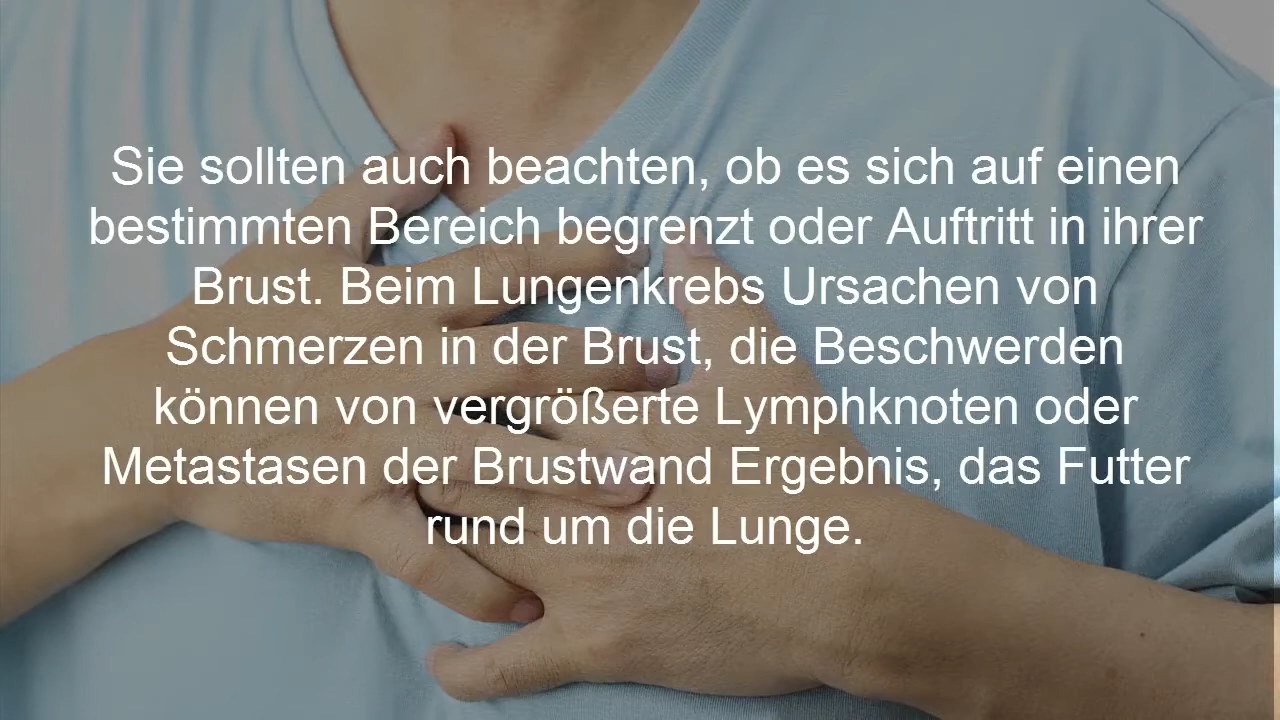 Sie sollten auch beachten, ob es sich auf einen
bestimmten Bereich begrenzt oder Auftritt in ihrer
Brust. Beim Lungenkrebs Ursachen von
Schmerzen in der Brust, die Beschwerden
können von vergrößerte Lymphknoten oder
Metastasen der Brustwand Ergebnis, das Futter
rund um die Lunge.